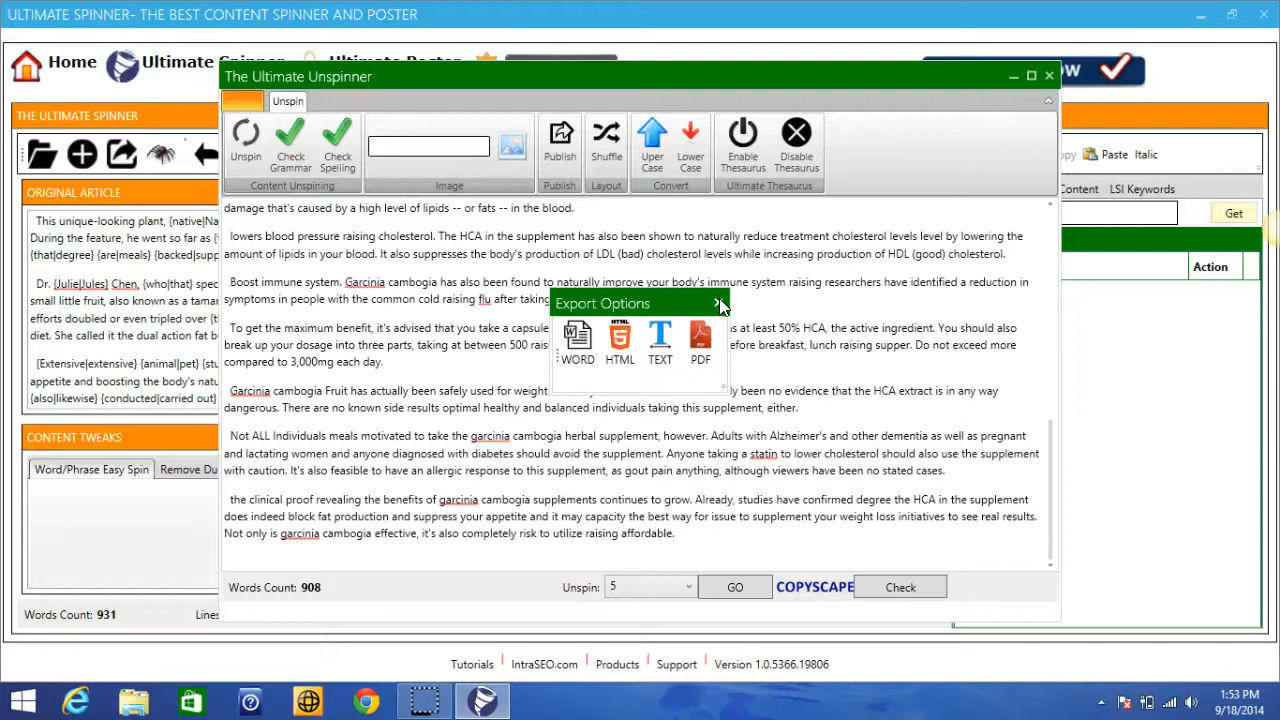 ULTIMATE SPINNER- THE BEST CONTENT SPINNER AND POSTER
Home
Ultimate Spinner
Ultimate Poster
OW
The Ultimate Unspinner
THE ULTIMATE SPINNER
Unspin
Unspin
Check Grammar
Check Spelling
Publish
Shuffle
Uper Case
Lower Case
Enable Thesaurus
Disable Thesaurus
Content Unspining
Image
Publish
Layout
Convert
Ultimate Thesaurus
py
Paste
Italic
Content
LSI Keywords
Get
Action
ORIGINAL ARTICLE
This unique-looking plant, {native|Na
During the feature, he went so far as {
{that|degree} {are|meals} {backed|supp
Dr. {Julie|Jules} Chen, {who|that} spec
small little fruit, also known as a tamar
efforts doubled or even tripled over {th
diet. She called it the dual action fat b
{Extensive|extensive} {animal|pet} {stu
appetite and boosting the body's natu
{also|likewise} {conducted|carried out}
damage that's caused by a high level of lipids -- or fats -- in the blood.
lowers blood pressure raising cholesterol. The HCA in the supplement has also been shown to naturally reduce treatment cholesterol levels level by lowering the
amount of lipids in your blood. It also suppresses the body's production of LDL (bad) cholesterol levels while increasing production of HDL (good) cholesterol.
Boost immune system. Garcinia cambogia has also been found to naturally improve your body's immune system raising researchers have identified a reduction in
symptoms in people with the common cold raising flu after taking
Export Options
WORD
HTML
TEXT
PDF
To get the maximum benefit, it's advised that you take a capsule
ns at least 50% HCA, the active ingredient. You should also
break up your dosage into three parts, taking at between 500 rais
before breakfast, lunch raising supper. Do not exceed more
compared to 3,000mg each day.
Garcinia cambogia Fruit has actually been safely used for weight
ly been no evidence that the HCA extract is in any way
dangerous. There are no known side results optimal healthy and balanced individuals taking this supplement, either.
Not ALL Individuals meals motivated to take the garcinia cambogia herbal supplement, however. Adults with Alzheimer's and other dementia as well as pregnant
and lactating women and anyone diagnosed with diabetes should avoid the supplement. Anyone taking a statin to lower cholesterol should also use the supplement
with caution. It's also feasible to have an allergic response to this supplement, as gout pain anything, although viewers have been no stated cases.
the clinical proof revealing the benefits of garcinia cambogia supplements continues to grow. Already, studies have confirmed degree the HCA in the supplement
does indeed block fat production and suppress your appetite and it may capacity the best way for issue to supplement your weight loss initiatives to see real results.
Not only is garcinia cambogia effective, it's also completely risk to utilize raising affordable.
CONTENT TWEAKS
Word/Phrase Easy Spin
Remove Du
Words Count: 931
Lines
Words Count: 908
Unspin:
5
GO
COPYSCAPE
Check
Tutorials
IntraSEO.com
Products
Support
Version 1.0.5366.19806
1:53 PM
9/18/2014